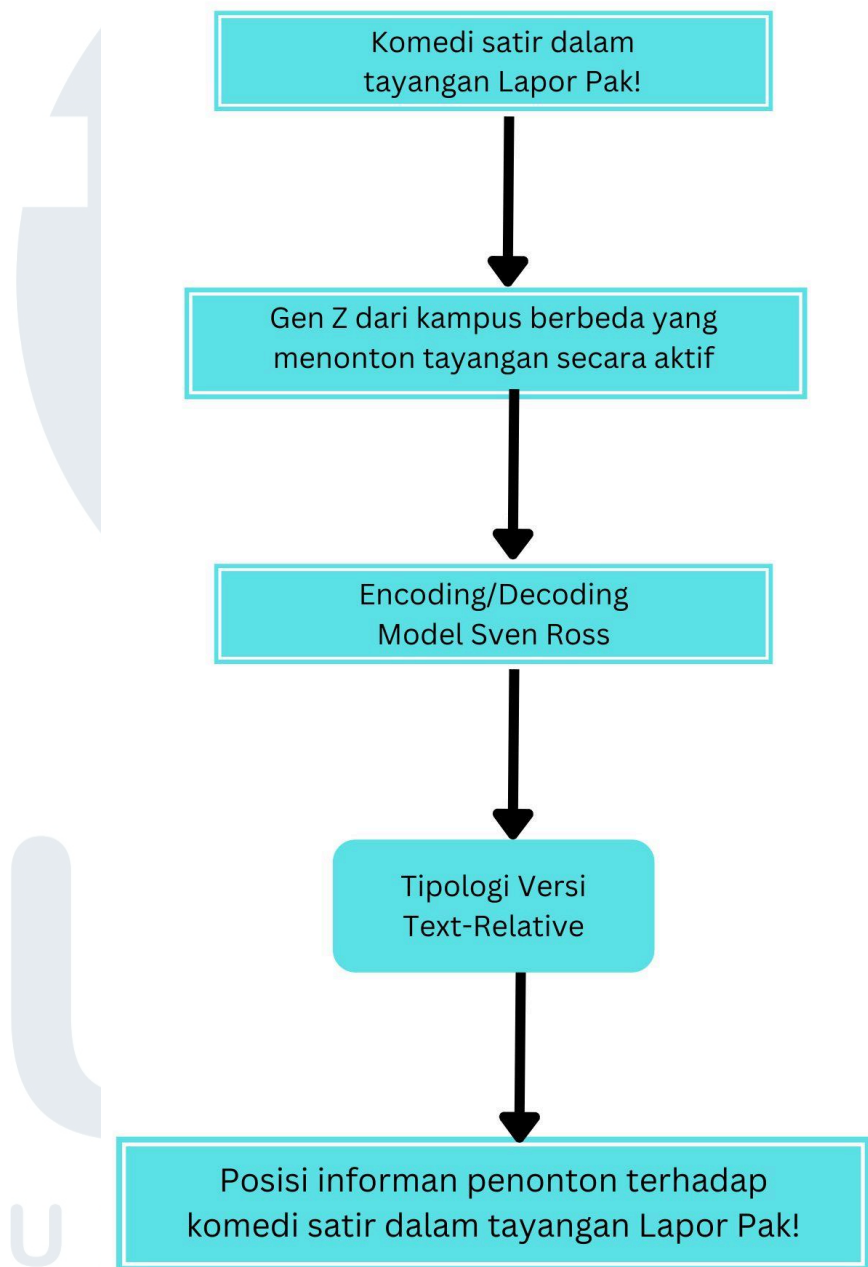 Komedi satir dalam
tayangan Lapor Pak!
Gen Z dari kampus berbeda yang
menonton tayangan secara aktif
Encoding/Decoding
Model Sven Ross
Tipologi Versi
Text-Relative
Posisi informan penonton terhadap
komedi satir dalam tayangan Lapor Pak!
U